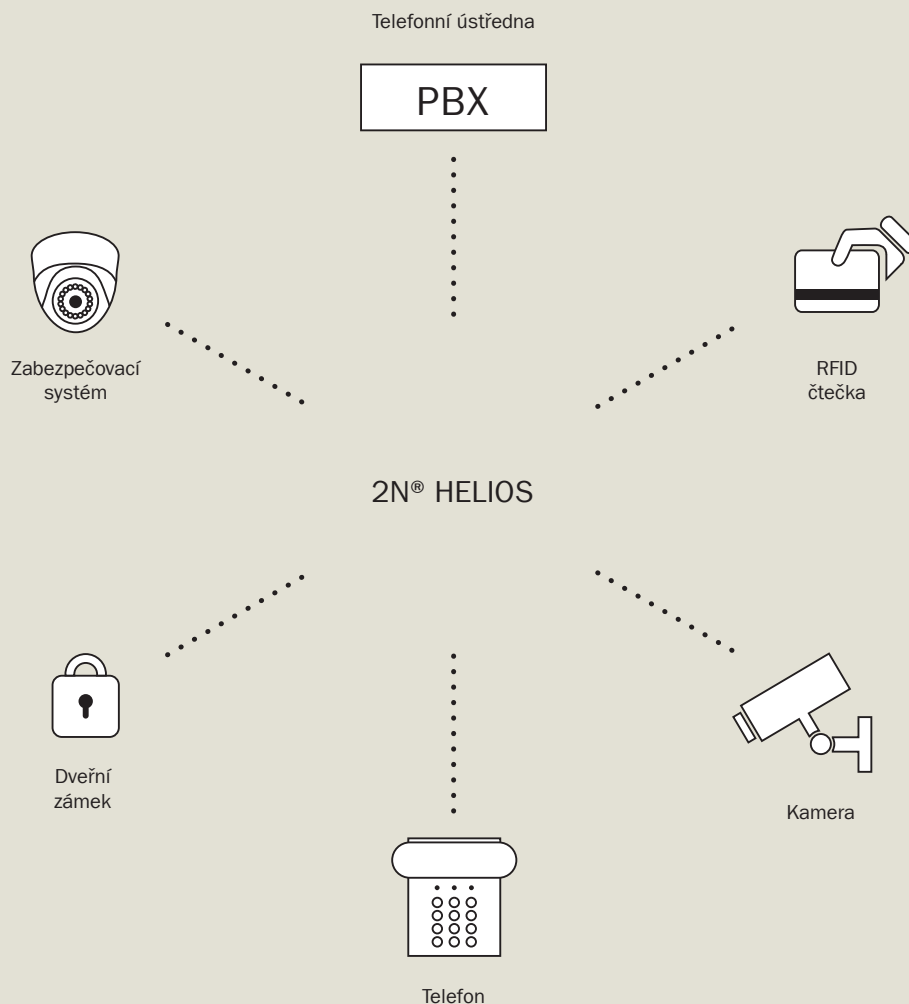 Telefonní ústředna
PBX
Zabezpečovací
systém
RFID
čtečka
2N® HELIOS
Dveřní
zámek
Kamera
Telefon